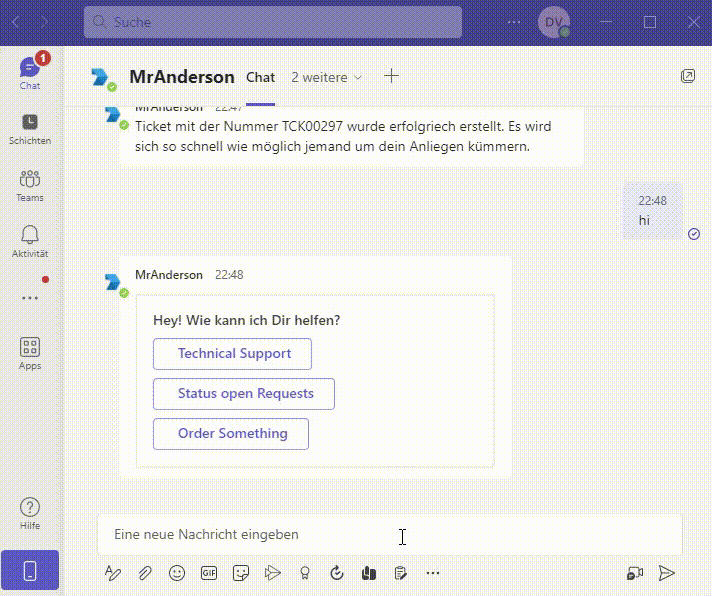 Suche
DV
1
Chat
Schichten
Teams
Aktivität
Apps
Hilfe
MrAnderson Chat 2 weitere
MrAnderson 22:47
Ticket mit der Nummer TCK00297 wurde erfolgriech erstellt. Es wird
sich so schnell wie möglich jemand um dein Anliegen kümmern.
22:48
hi
MrAnderson 22:48
Hey! Wie kann ich Dir helfen?
Technical Support
Status open Requests
Order Something
Eine neue Nachricht eingeben
GIF